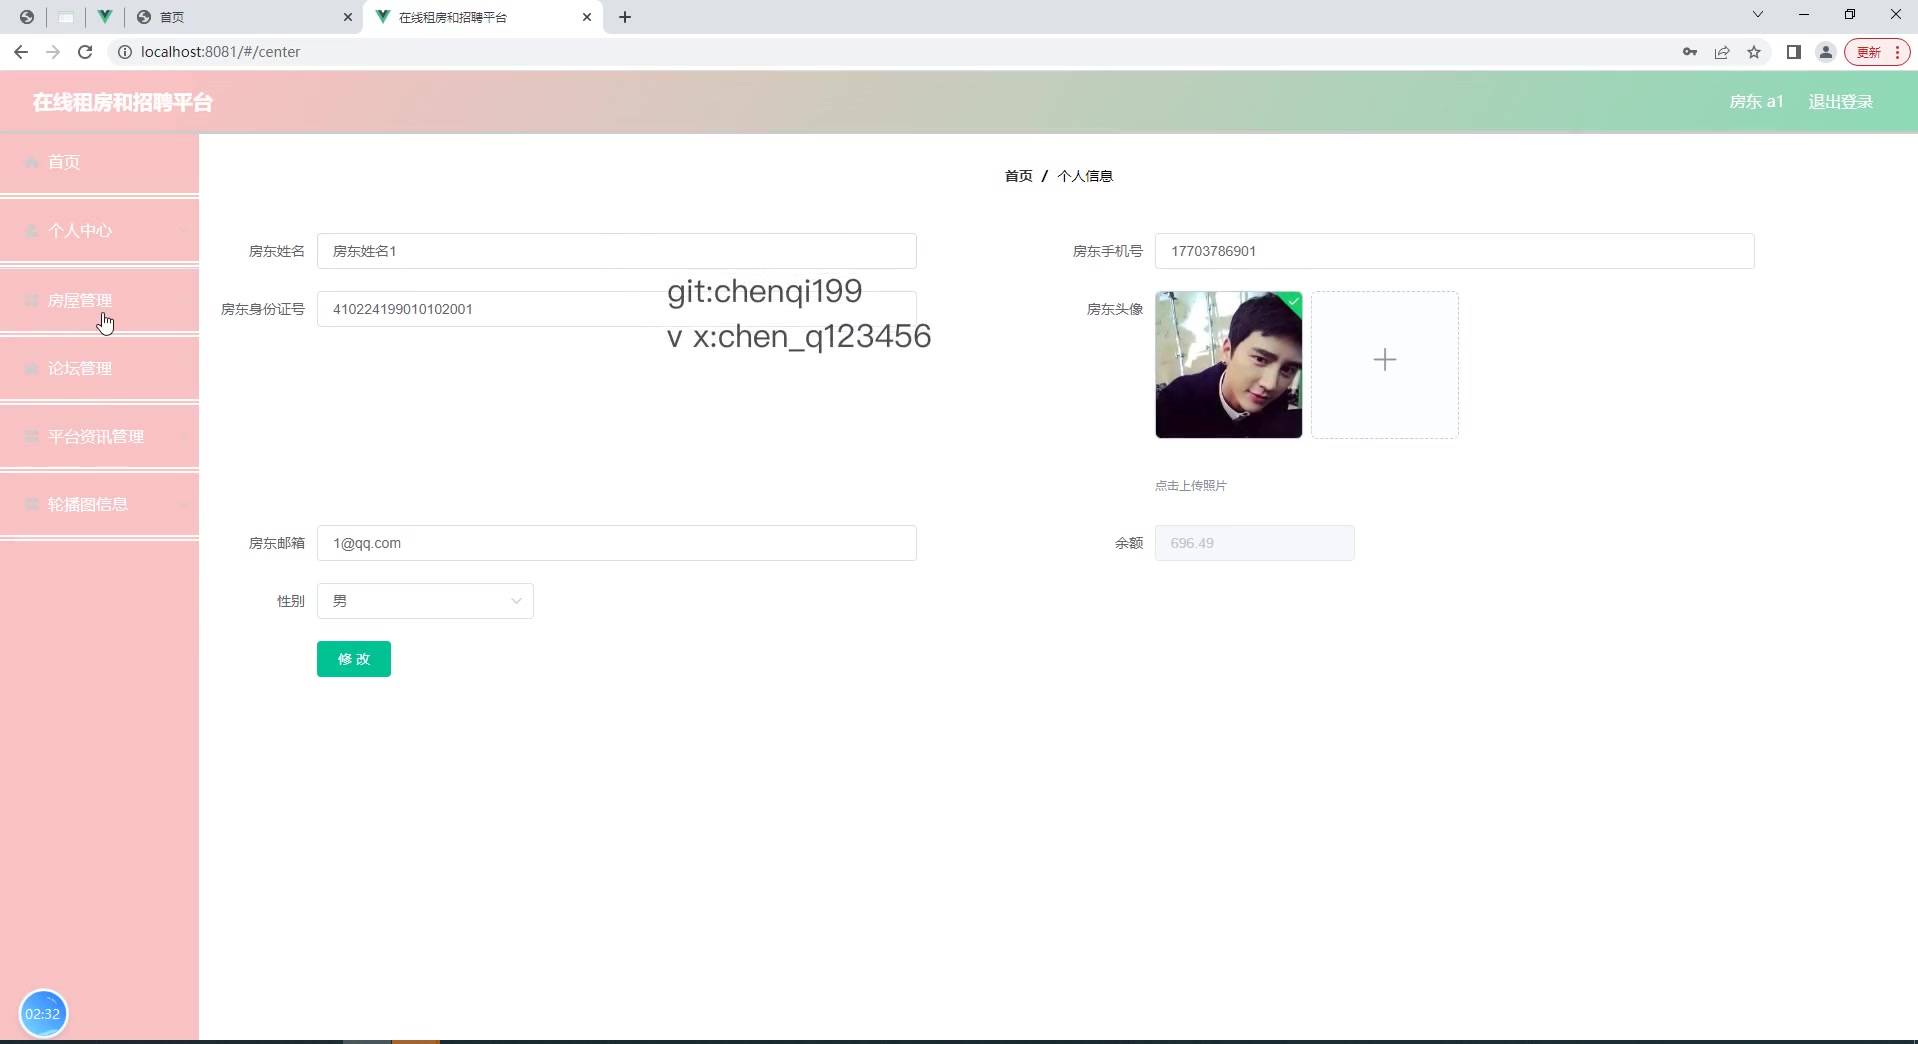 首页
在线租房和招聘平台
localhost:8081/#/center
更新
在线租房和招聘平台
房东 a1
退出登录
首页
个人中心
房屋管理
论坛管理
平台资讯管理
轮播图信息
首页 / 个人信息
房东姓名
房东姓名1
房东手机号
17703786901
房东身份证号
410224199010102001
git:chenqi199
v x:chen_q123456
房东头像
点击上传照片
房东邮箱
1@qq.com
余额
696.49
性别
男
修改
02:32